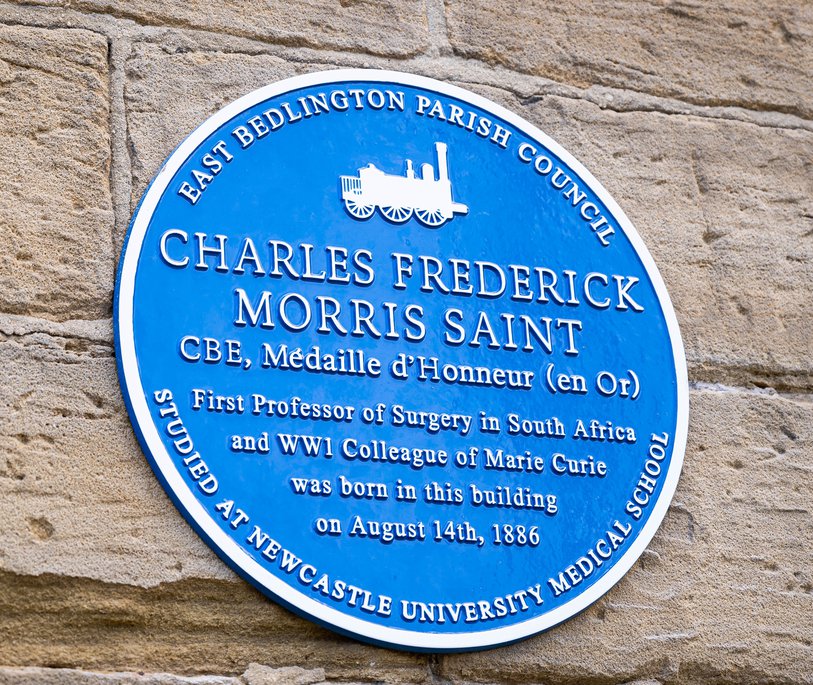 EAST BEDLINGTON PARISH COUNCIL
CHARLES FREDERICK
MORRIS SAINT
CBE, Médaille d'Honneur (en Or)
First Professor of Surgery in South Africa
and WW1 Colleague of Marie Curie
was born in this building
on August 14th, 1886
STUDIED AT NEWCASTLE UNIVERSITY MEDICAL SCHOOL